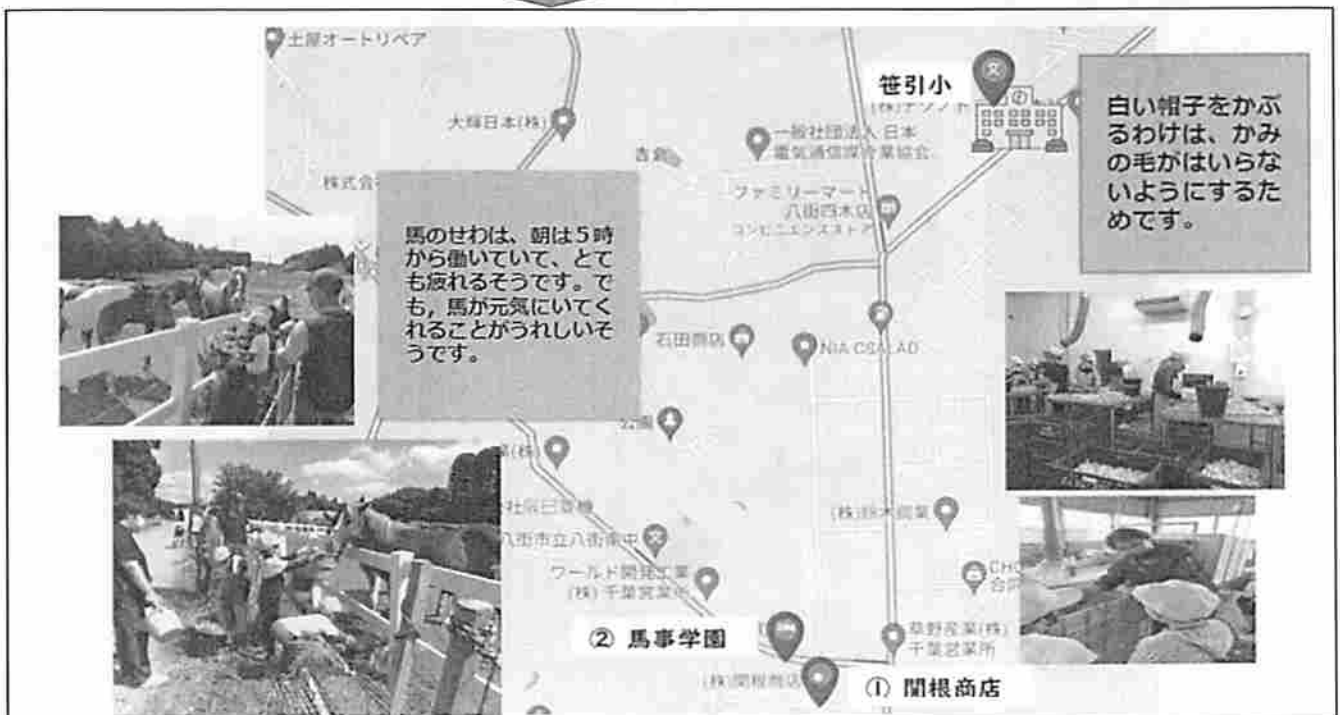 土屋オートリペア
笹引小
大輝日本(株)
一般社団法人 日本
電気通信
株式会
ファミリーマート
八街四木店
コンビニエンスストア
白い帽子をかぶ
るわけは、かみ
の毛がはいらな
いようにするた
めです。
馬のせわは、朝は5時
から働いていて、とて
も疲れるそうです。で
も,馬が元気にいてく
れることがうれしいそ
うです。
石田商店
NIA CSALAD
公園
八街市立八街南中
ワールド開発工業
(株)千葉営業所
CHO
合同
② 馬事学園
草野産業(株)
千葉営業所
(株)関根商店
① 関根商店